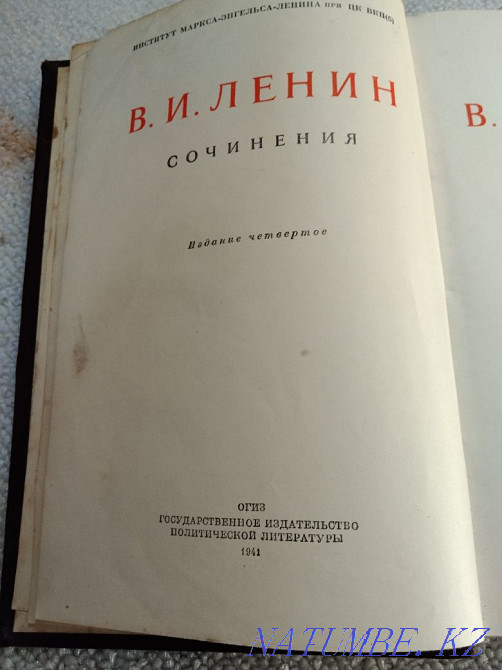 ИНСТИТУТ МАРКСА-ЭНГЕЛЬСА-ЛЕНИНА ПРИ ЦК ВКП(б)
В. И. ЛЕНИН
В.
СОЧИНЕНИЯ
Издание четвертое
ОГИЗ
ГОСУДАРСТВЕННОЕ ИЗДАТЕЛЬСТВО
ПОЛИТИЧЕСКОЙ ЛИТЕРАТУРЫ
1941
NATUMBE.KZ